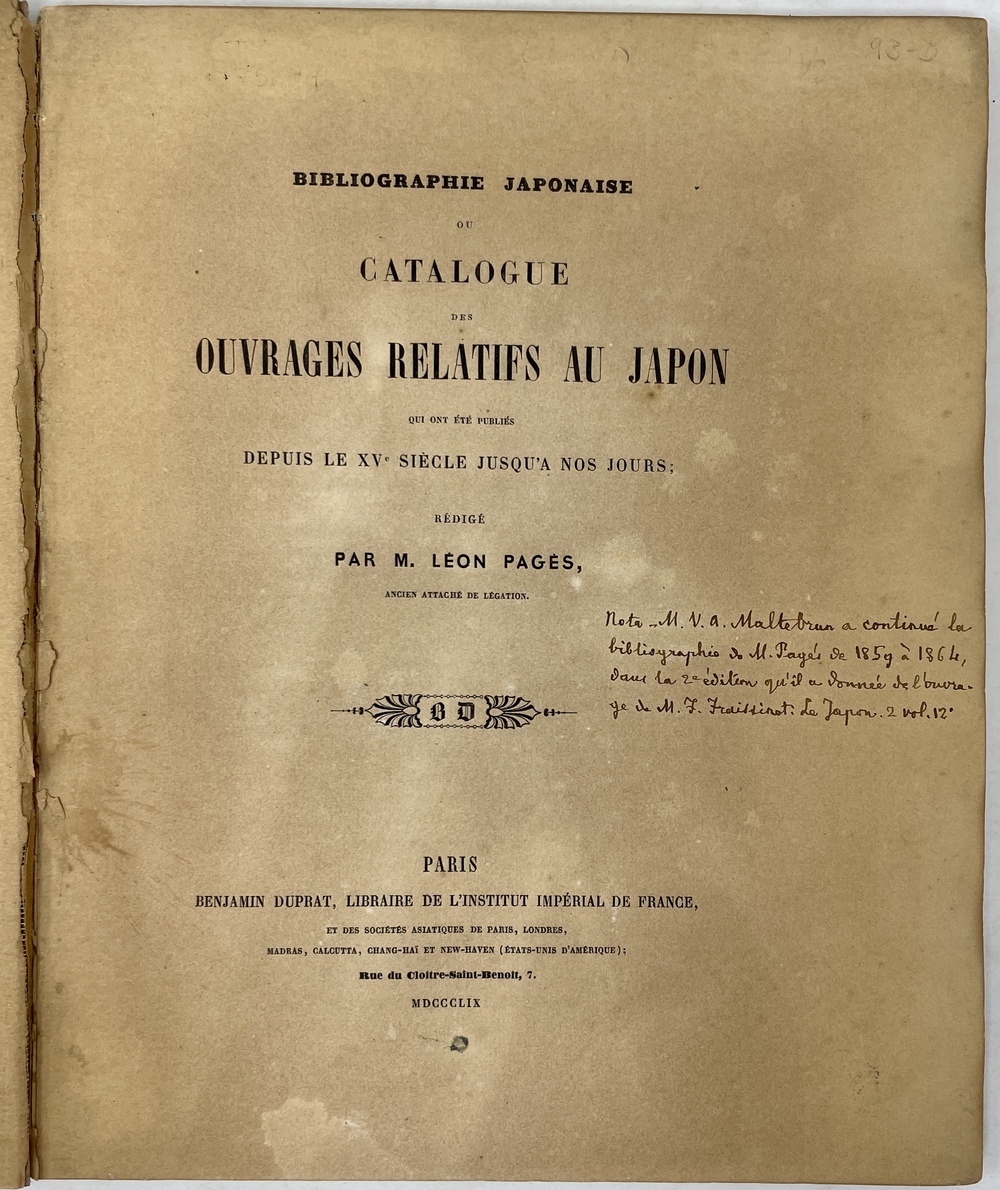 93-D
BIBLIOGRAPHIE JAPONAISE
OU
CATALOGUE
DES
OUVRAGES RELATIFS AU JAPON
QUI ONT ÉTÉ PUBLIÉS
DEPUIS LE XVe SIÈCLE JUSQU'A NOS JOURS;
RÉDIGÉ
PAR M. LÉON PAGÈS,
ANCIEN ATTACHÉ DE LÉGATION.
Nota - M. V. A. Maltebrun a continué la
bibliographie de M. Pagés de 1859 à 1864,
dans la 2e édition qu'il a donnée de l'ouvra-
ge de M. F. Fraissinet: Le Japon. 2 vol. 12°
B D
PARIS
BENJAMIN DUPRAT, LIBRAIRE DE L'INSTITUT IMPÉRIAL DE FRANCE,
ET DES SOCIÉTÉS ASIATIQUES DE PARIS, LONDRES,
MADRAS, CALCUTTA, CHANG-HAÏ ET NEW-HAVEN (ÉTATS-UNIS D'AMÉRIQUE);
Rue du Cloître-Saint-Benoît, 7.
MDCCCLIX